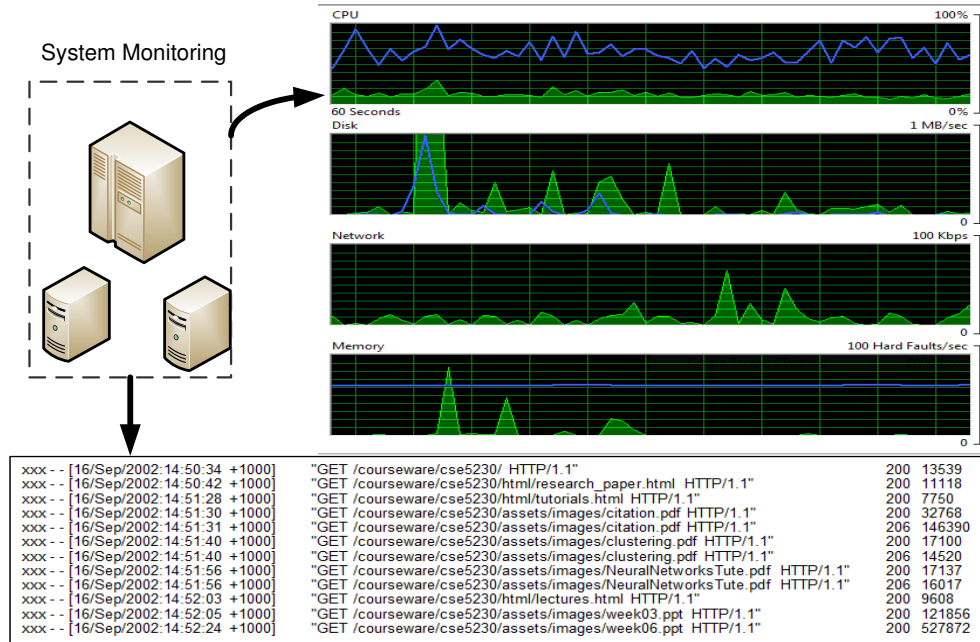 System Monitoring
CPU 100%
60 Seconds 0%
Disk 1 MB/sec
0
Network 100 Kbps
0
Memory 100 Hard Faults/sec
0
xxx - - [16/Sep/2002:14:50:34 +1000] "GET /courseware/cse5230/ HTTP/1.1" 200 13539
xxx - - [16/Sep/2002:14:50:42 +1000] "GET /courseware/cse5230/html/research_paper.html HTTP/1.1" 200 11118
xxx - - [16/Sep/2002:14:51:28 +1000] "GET /courseware/cse5230/html/tutorials.html HTTP/1.1" 200 7750
xxx - - [16/Sep/2002:14:51:30 +1000] "GET /courseware/cse5230/assets/images/citation.pdf HTTP/1.1" 200 32768
xxx - - [16/Sep/2002:14:51:31 +1000] "GET /courseware/cse5230/assets/images/citation.pdf HTTP/1.1" 206 146390
xxx - - [16/Sep/2002:14:51:40 +1000] "GET /courseware/cse5230/assets/images/clustering.pdf HTTP/1.1" 200 17100
xxx - - [16/Sep/2002:14:51:40 +1000] "GET /courseware/cse5230/assets/images/clustering.pdf HTTP/1.1" 206 14520
xxx - - [16/Sep/2002:14:51:56 +1000] "GET /courseware/cse5230/assets/images/NeuralNetworksTute.pdf HTTP/1.1" 200 17137
xxx - - [16/Sep/2002:14:51:56 +1000] "GET /courseware/cse5230/assets/images/NeuralNetworksTute.pdf HTTP/1.1" 206 16017
xxx - - [16/Sep/2002:14:52:03 +1000] "GET /courseware/cse5230/html/lectures.html HTTP/1.1" 200 9608
xxx - - [16/Sep/2002:14:52:05 +1000] "GET /courseware/cse5230/assets/images/week03.ppt HTTP/1.1" 200 121856
xxx - - [16/Sep/2002:14:52:24 +1000] "GET /courseware/cse5230/assets/images/week06.ppt HTTP/1.1" 200 527872